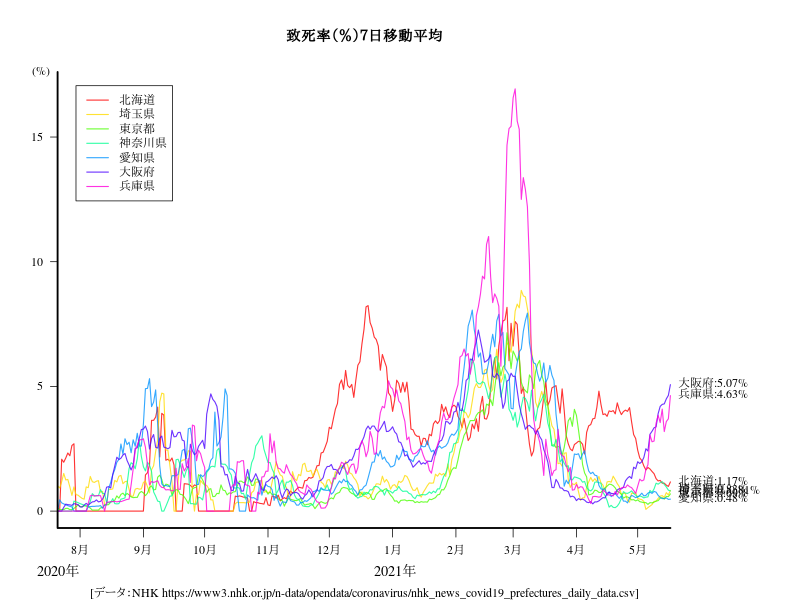 致死率(%)7日移動平均
(%)
北海道
埼玉県
東京都
神奈川県
愛知県
大阪府
兵庫県
15
10
5
0
大阪府:5.07%
兵庫県:4.63%
北海道:1.17%
愛知県:0.48%
8月 9月 10月 11月 12月 1月 2月 3月 4月 5月
2020年 2021年
[データ:NHK https://www3.nhk.or.jp/n-data/opendata/coronavirus/nhk_news_covid19_prefectures_daily_data.csv]